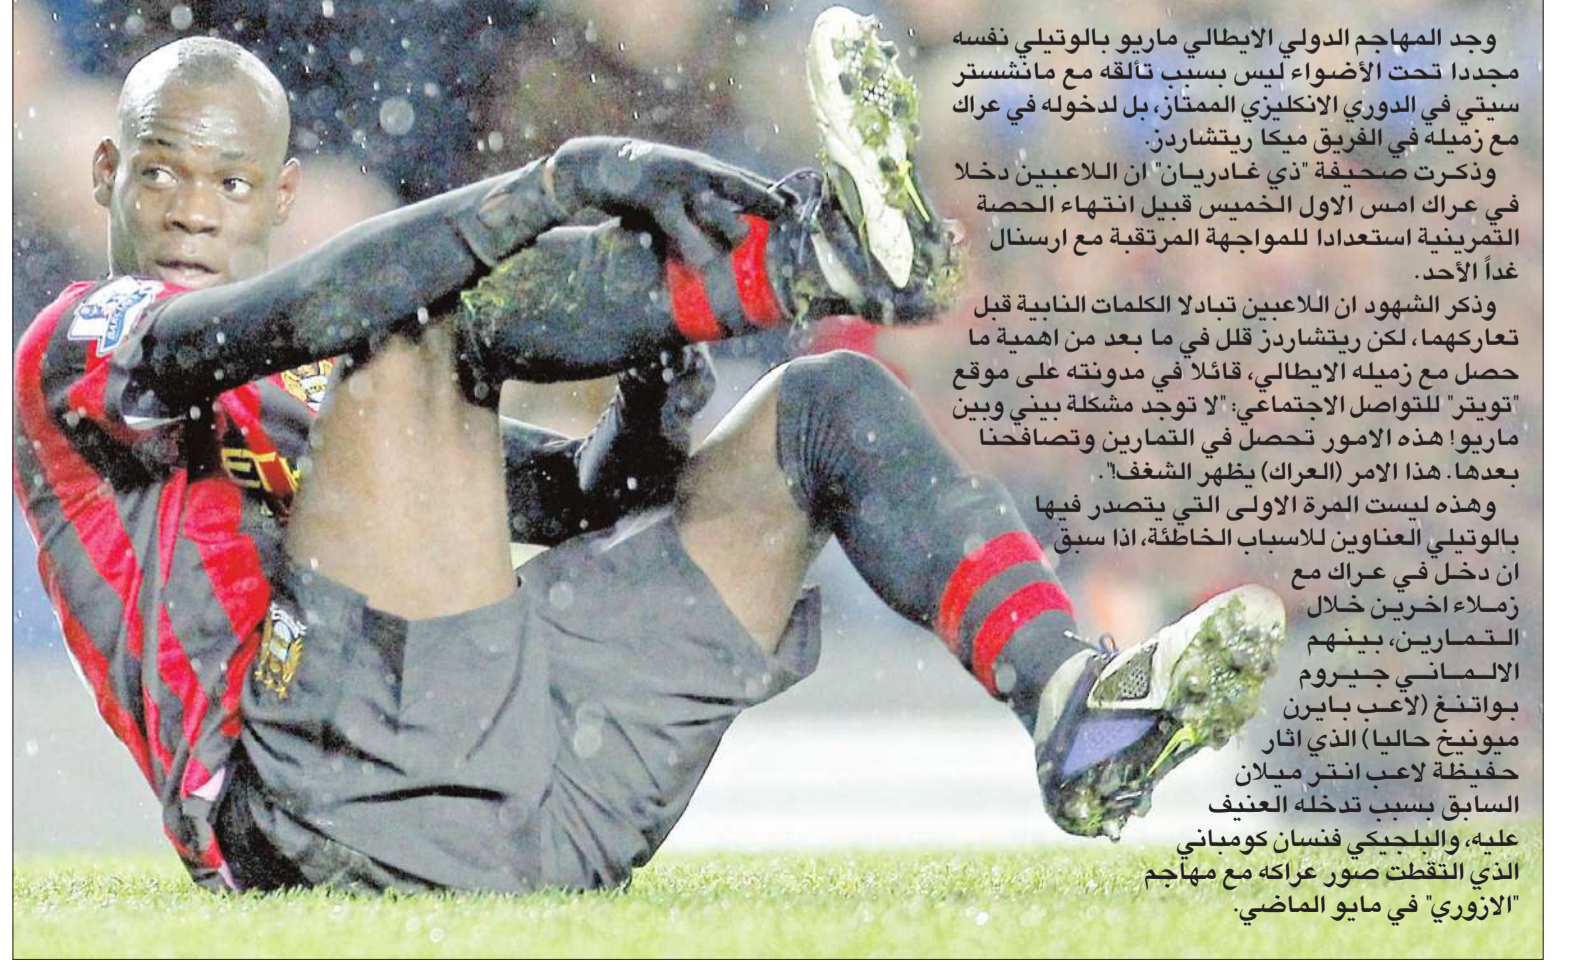 وجد المهاجم الدولي الايطالي ماريو بالوتيلي نفسه
مجددا تحت الأضواء ليس بسبب تألقه مع مانشستر
سيتي في الدوري الانكليزي الممتاز، بل لدخوله في عراك
مع زميله في الفريق ميكا ريتشاردز.
وذكرت صحيفة "ذي غادريان" ان اللاعبين دخلا
في عراك امس الاول الخميس قبيل انتهاء الحصة
التمرينية استعدادا للمواجهة المرتقبة مع ارسنال
غداً الأحد.
وذكر الشهود ان اللاعبين تبادلا الكلمات النابية قبل
تعاركهما، لكن ريتشاردز قلل في ما بعد من اهمية ما
حصل مع زميله الايطالي، قائلا في مدونته على موقع
"تويتر" للتواصل الاجتماعي: "لا توجد مشكلة بيني وبين
ماريو! هذه الامور تحصل في التمارين وتصافحنا
بعدها. هذا الامر (العراك) يظهر الشغف!".
وهذه ليست المرة الاولى التي يتصدر فيها
بالوتيلي العناوين للاسباب الخاطئة، اذا سبق
ان دخل في عراك مع
زملاء اخرين خلال
التمارين، بينهم
الالماني جيروم
بواتنغ (لاعب بايرن
ميونيخ حاليا) الذي اثار
حفيظة لاعب انتر ميلان
السابق بسبب تدخله العنيف
عليه، والبلجيكي فنسان كومباني
الذي التقطت صور عراكه مع مهاجم
"الازوري" في مايو الماضي.